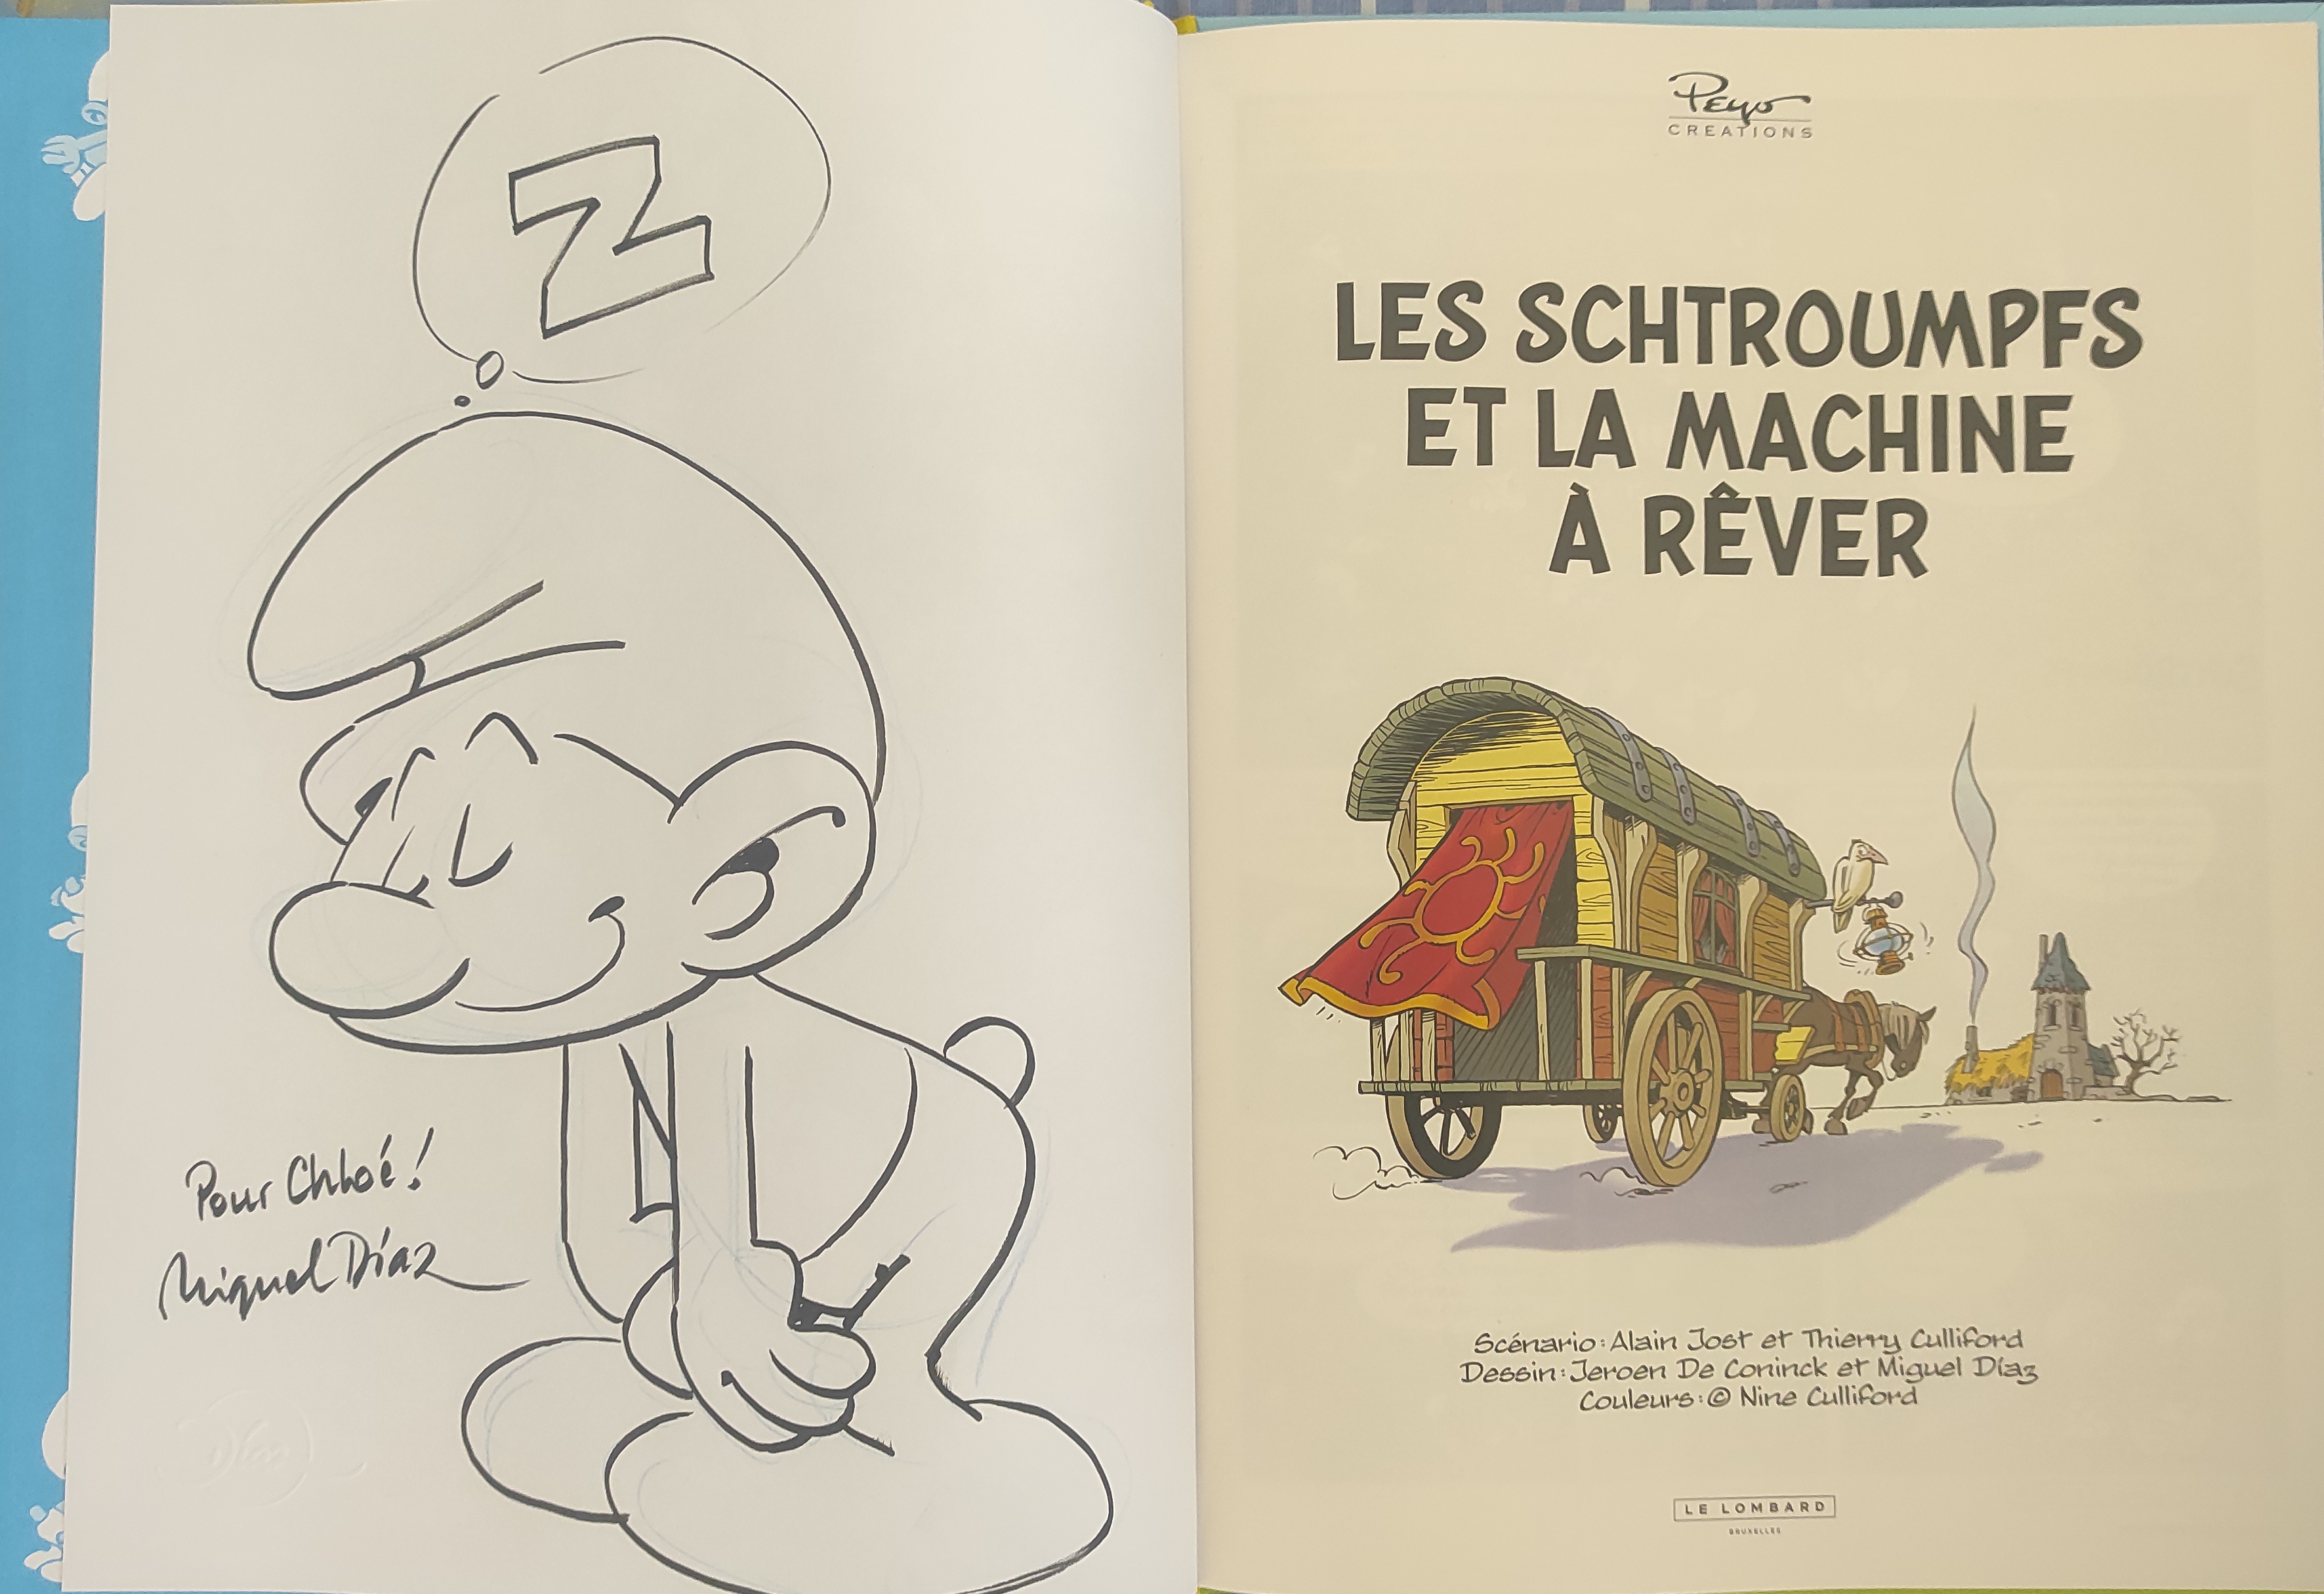 Z
Pour Chloé!
Miguel Díaz
Peyo
CREATIONS
LES SCHTROUMPFS
ET LA MACHINE
À RÊVER
Scénario: Alain Jost et Thierry Culliford
Dessin: Jeroen De Coninck et Miguel Díaz
Couleurs: © Nine Culliford
LE LOMBARD
BRUXELLES